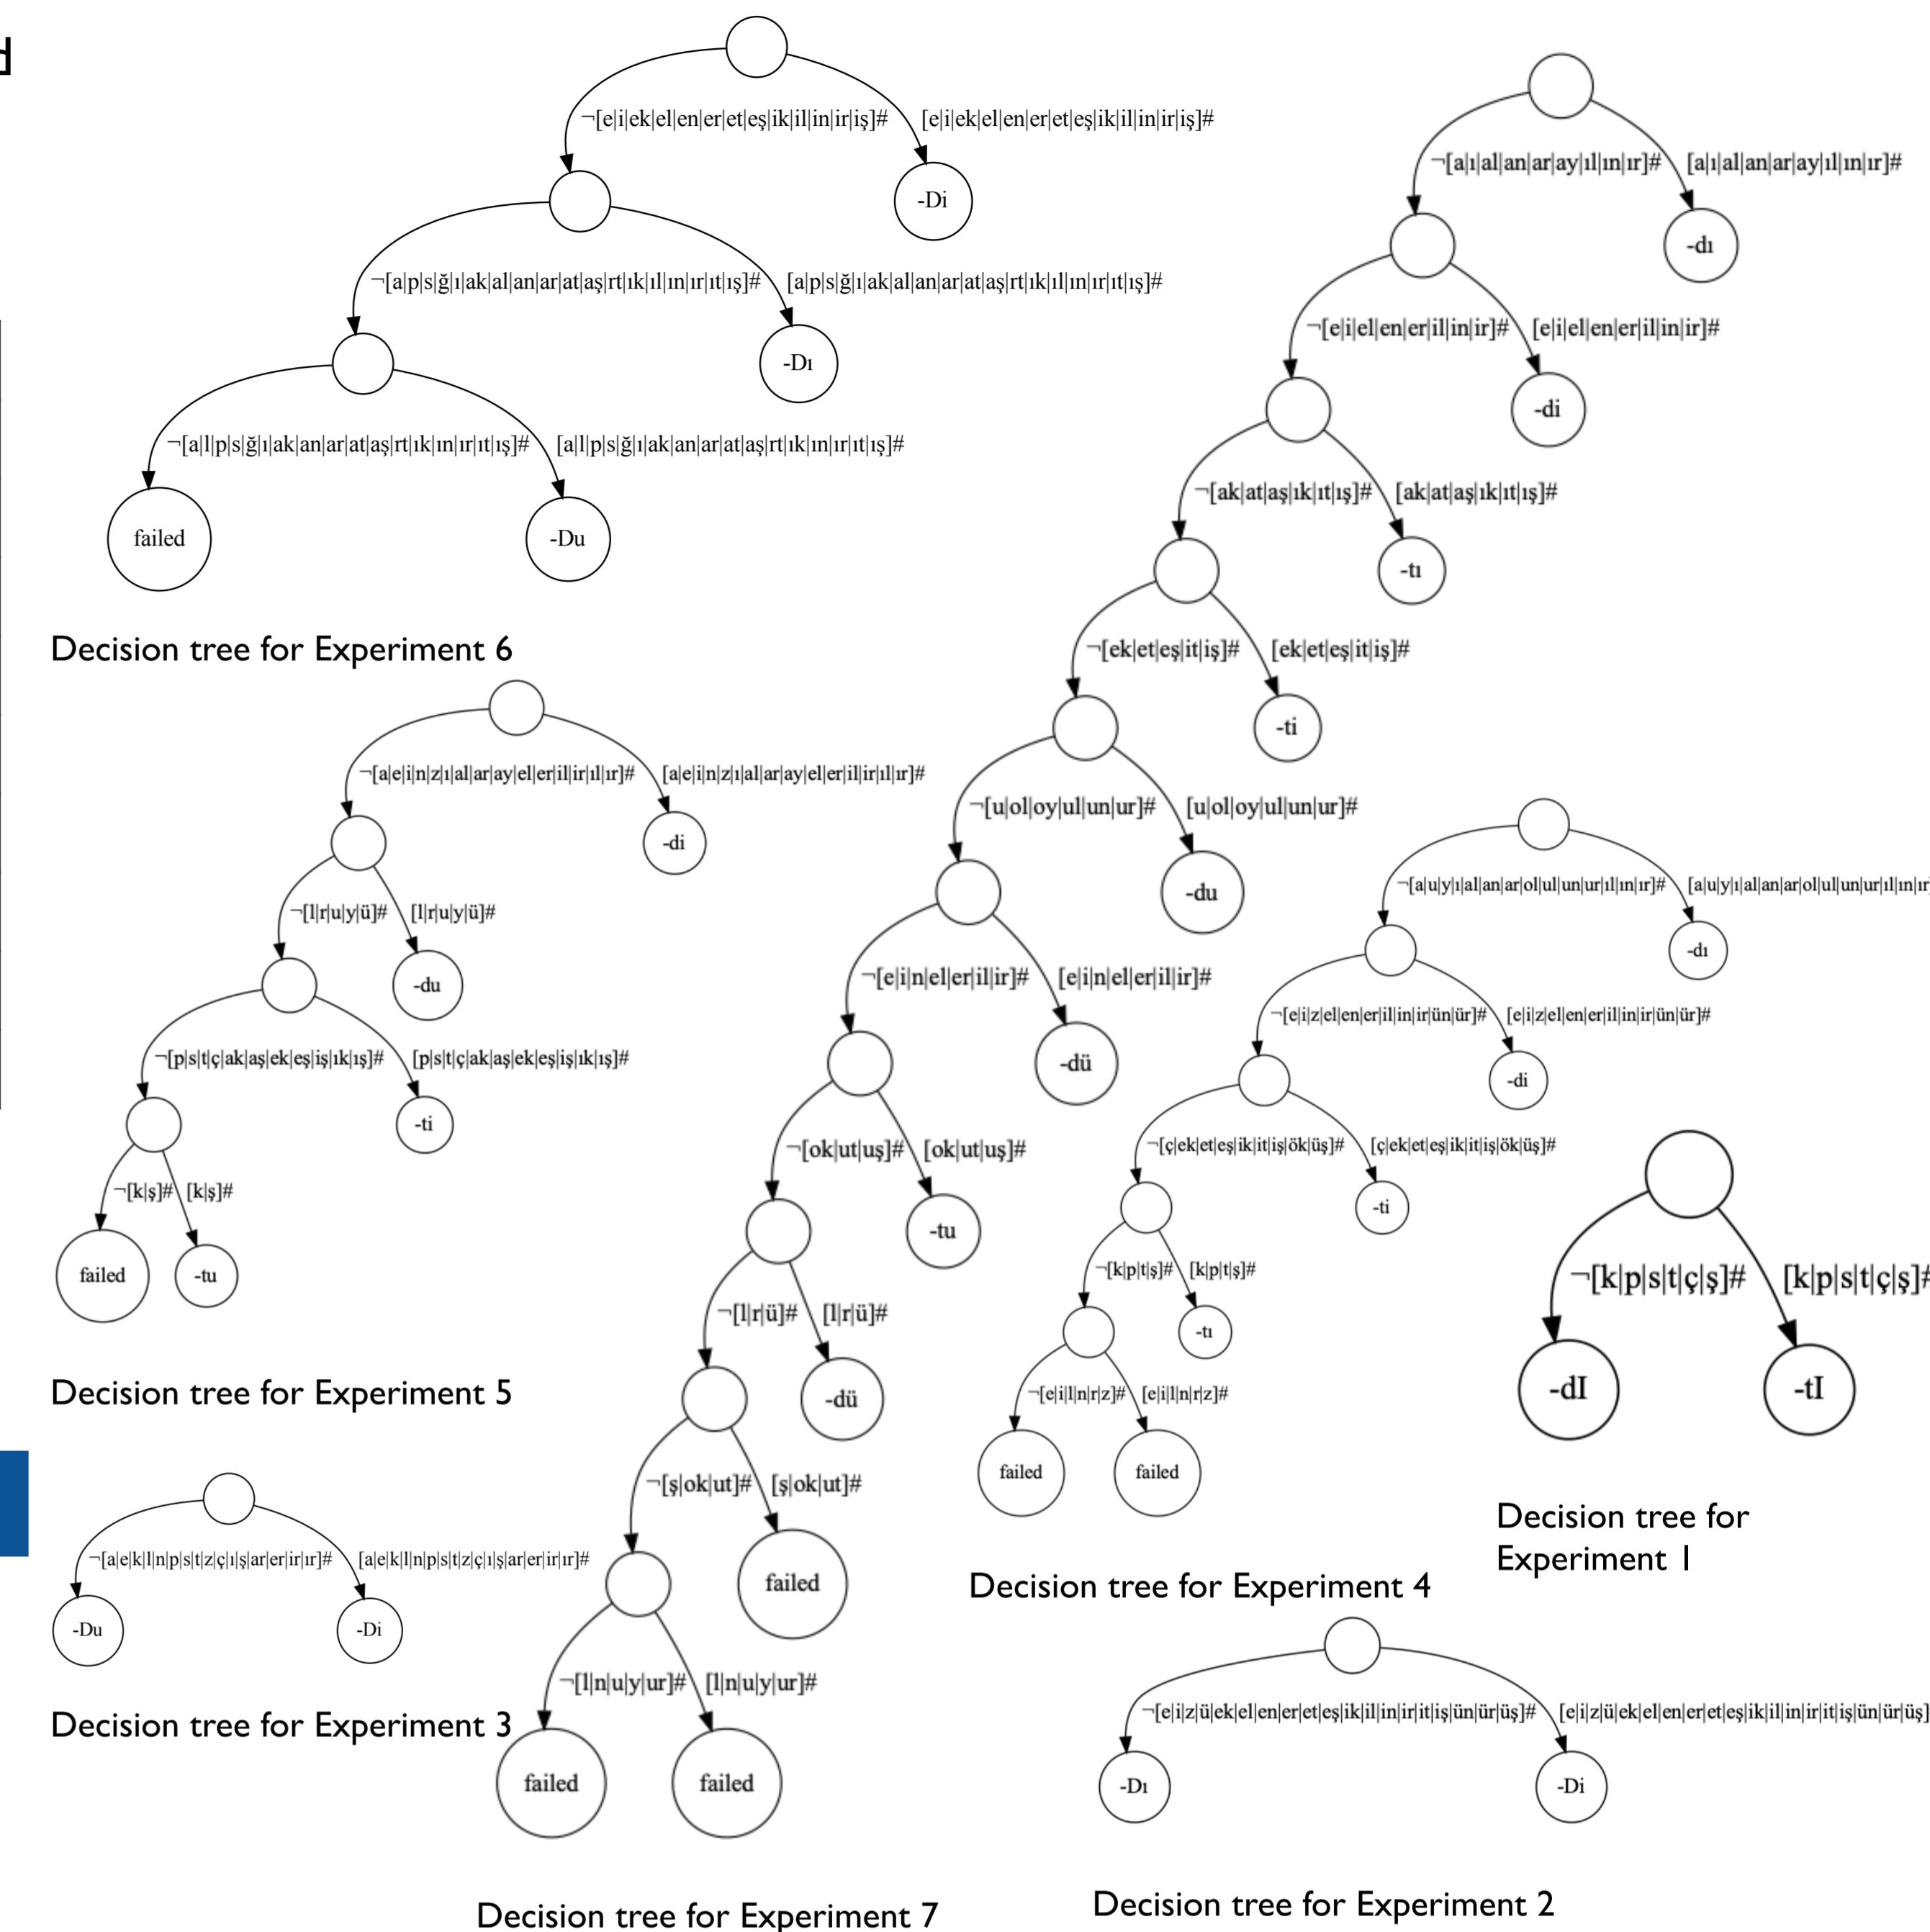 d
¬[e|i|ek|el|en|er|et|eş|ik|il|in|ir|iş]# [e|i|ek|el|en|er|et|eş|ik|il|in|ir|iş]#
-Di
¬[a|p|s|ğ|ı|ak|al|an|ar|at|aş|rt|ık|ıl|ın|ır|ıt|ış]# [a|p|s|ğ|ı|ak|al|an|ar|at|aş|rt|ık|ıl|ın|ır|ıt|ış]#
-Dı
¬[a|l|p|s|ğ|ı|ak|an|ar|at|aş|rt|ık|ın|ır|ıt|ış]# [a|l|p|s|ğ|ı|ak|an|ar|at|aş|rt|ık|ın|ır|ıt|ış]#
failed -Du
Decision tree for Experiment 6
¬[a|e|i|n|z|ı|al|ar|ay|el|er|il|ir|ıl|ır]# [a|e|i|n|z|ı|al|ar|ay|el|er|il|ir|ıl|ır]#
-di
¬[l|r|u|y|ü]# [l|r|u|y|ü]#
-du
¬[p|s|t|ç|ak|aş|ek|eş|iş|ık|ış]# [p|s|t|ç|ak|aş|ek|eş|iş|ık|ış]#
-ti
¬[k|ş]# [k|ş]#
failed -tu
Decision tree for Experiment 5
¬[a|e|k|l|n|p|s|t|z|ç|ı|ş|ar|er|ir|ır]# [a|e|k|l|n|p|s|t|z|ç|ı|ş|ar|er|ir|ır]#
-Du -Di
Decision tree for Experiment 3
¬[a|ı|al|an|ar|ay|ıl|ın|ır]# [a|ı|al|an|ar|ay|ıl|ın|ır]#
-dı
¬[e|i|el|en|er|il|in|ir]# [e|i|el|en|er|il|in|ir]#
-di
¬[ak|at|aş|ık|ıt|ış]# [ak|at|aş|ık|ıt|ış]#
-tı
¬[ek|et|eş|it|iş]# [ek|et|eş|it|iş]#
-ti
¬[u|ol|oy|ul|un|ur]# [u|ol|oy|ul|un|ur]#
-du
¬[e|i|n|el|er|il|ir]# [e|i|n|el|er|il|ir]#
-dü
¬[ok|ut|uş]# [ok|ut|uş]#
-tu
¬[l|r|ü]# [l|r|ü]#
-dü
¬[ş|ok|ut]# [ş|ok|ut]#
failed
¬[l|n|u|y|ur]# [l|n|u|y|ur]#
failed failed
Decision tree for Experiment 7
¬[a|u|y|ı|al|an|ar|ol|ul|un|ur|ıl|ın|ır]# [a|u|y|ı|al|an|ar|ol|ul|un|ur|ıl|ın|ır
-dı
¬[e|i|z|el|en|er|il|in|ir|ün|ür]# [e|i|z|el|en|er|il|in|ir|ün|ür]#
-di
¬[ç|ek|et|eş|ik|it|iş|ök|üş]# [ç|ek|et|eş|ik|it|iş|ök|üş]#
-ti
¬[k|p|t|ş]# [k|p|t|ş]#
-tı
¬[e|i|l|n|r|z]# [e|i|l|n|r|z]#
failed failed
Decision tree for Experiment 4
¬[k|p|s|t|ç|ş]# [k|p|s|t|ç|ş]#
-dI -tI
Decision tree for
Experiment 1
¬[e|i|z|ü|ek|el|en|er|et|eş|ik|il|in|ir|it|iş|ün|ür|üş]# [e|i|z|ü|ek|el|en|er|et|eş|ik|il|in|ir|it|iş|ün|ür|üş]
-Dı -Di
Decision tree for Experiment 2